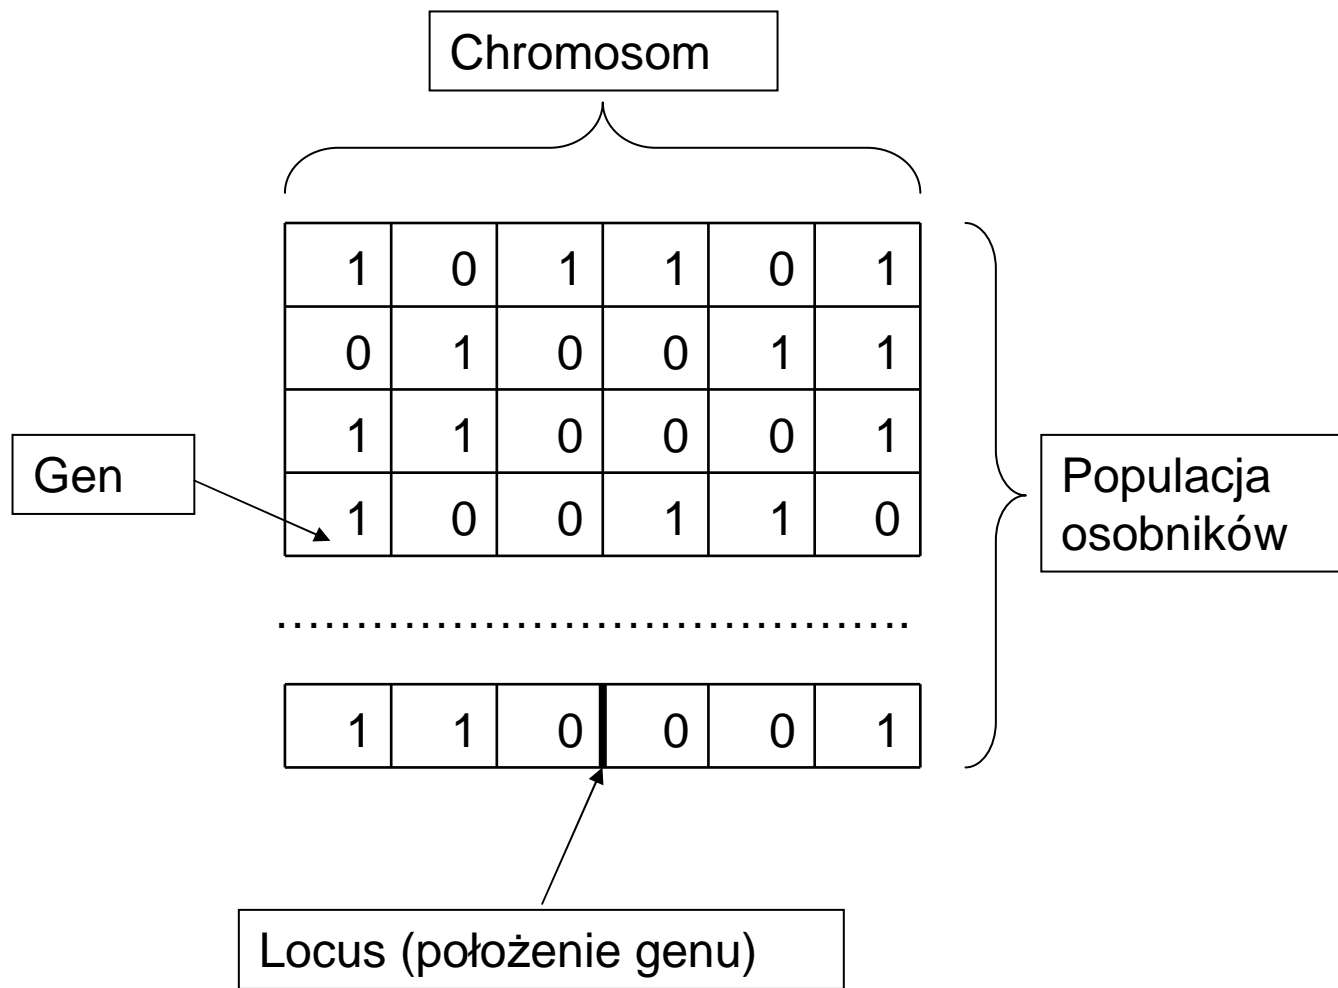 Chromosom
1 0 1 1 0 1
0 1 0 0 1 1
1 1 0 0 0 1
Gen
1 0 0 1 1 0
Populacja
osobników
.......................................
1 1 0 0 0 1
Locus (położenie genu)